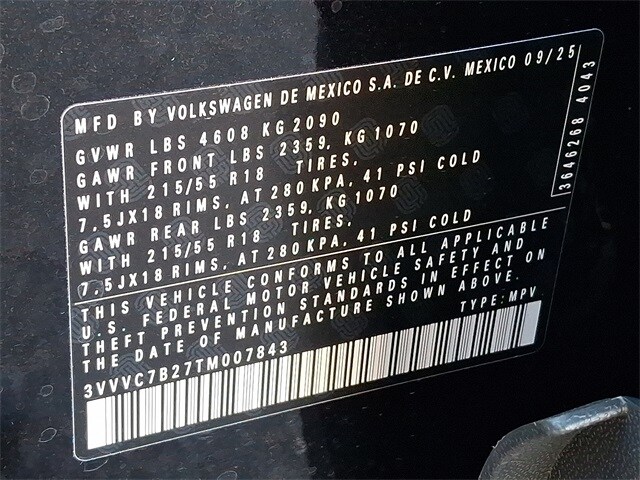 MFD BY VOLKSWAGEN DE MEXICO S.A. DE C.V. MEXICO 09/25
GVWR LBS 4608 KG 2090
GAWR FRONT LBS 2359, KG 1070
WITH 215/55 R18 TIRES,
7,5JX18 RIMS, AT 280 KPA, 41 PSI COLD
GAWR REAR LBS 2359, KG 1070
WITH 215/55 R18 TIRES,
7,5JX18 RIMS, AT 280 KPA, 41 PSI COLD
3646268 4043
THIS VEHICLE CONFORMS TO ALL APPLICABLE
U.S. FEDERAL MOTOR VEHICLE SAFETY AND
THEFT PREVENTION STANDARDS IN EFFECT ON
THE DATE OF MANUFACTURE SHOWN ABOVE.
3VVVC7B27TM007843 TYPE: MPV